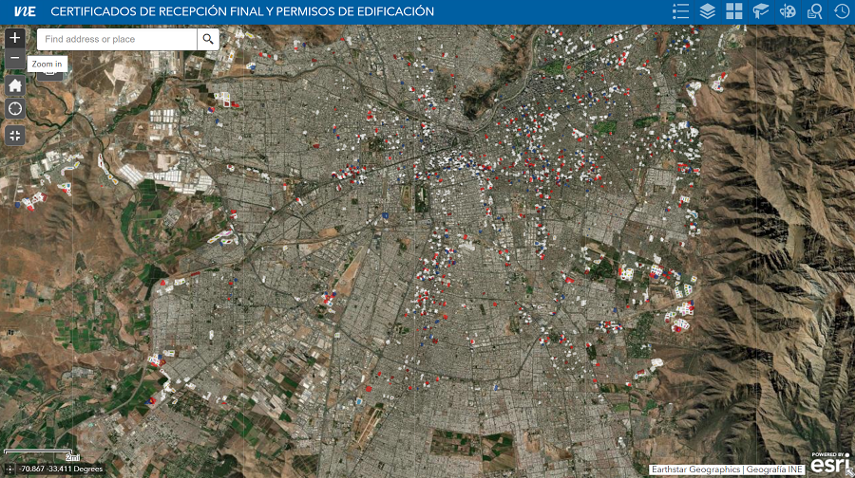 VIE CERTIFICADOS DE RECEPCIÓN FINAL Y PERMISOS DE EDIFICACIÓN
Find address or place
Zoom in
2mi
-70.867 -33.411 Degrees
Earthstar Geographics | Geografía INE
POWERED BY
esri